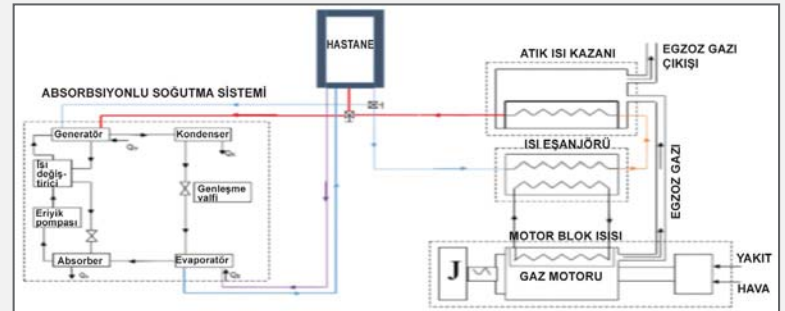 HASTANE
ABSORBSIYONLU SOĞUTMA SİSTEMİ
Generatör
Kondenser
Isı
değiş-
tirici
Genleşme
valfi
Eriyik
pompası
Absorber
Evaporatör
ATIK ISI KAZANI
EGZOZ GAZI
ÇIKIŞI
ISI EŞANJÖRÜ
EGZOZ GAZI
MOTOR BLOK ISISI
J
GAZ MOTORU
YAKIT
HAVA